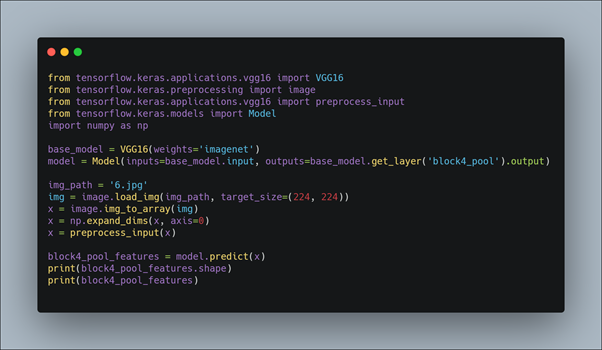 from tensorflow.keras.applications.vgg16 import VGG16
from tensorflow.keras.preprocessing import image
from tensorflow.keras.applications.vgg16 import preprocess_input
from tensorflow.keras.models import Model
import numpy as np

base_model = VGG16(weights='imagenet')
model = Model(inputs=base_model.input, outputs=base_model.get_layer('block4_pool').output)

img_path = '6.jpg'
img = image.load_img(img_path, target_size=(224, 224))
x = image.img_to_array(img)
x = np.expand_dims(x, axis=0)
x = preprocess_input(x)

block4_pool_features = model.predict(x)
print(block4_pool_features.shape)
print(block4_pool_features)